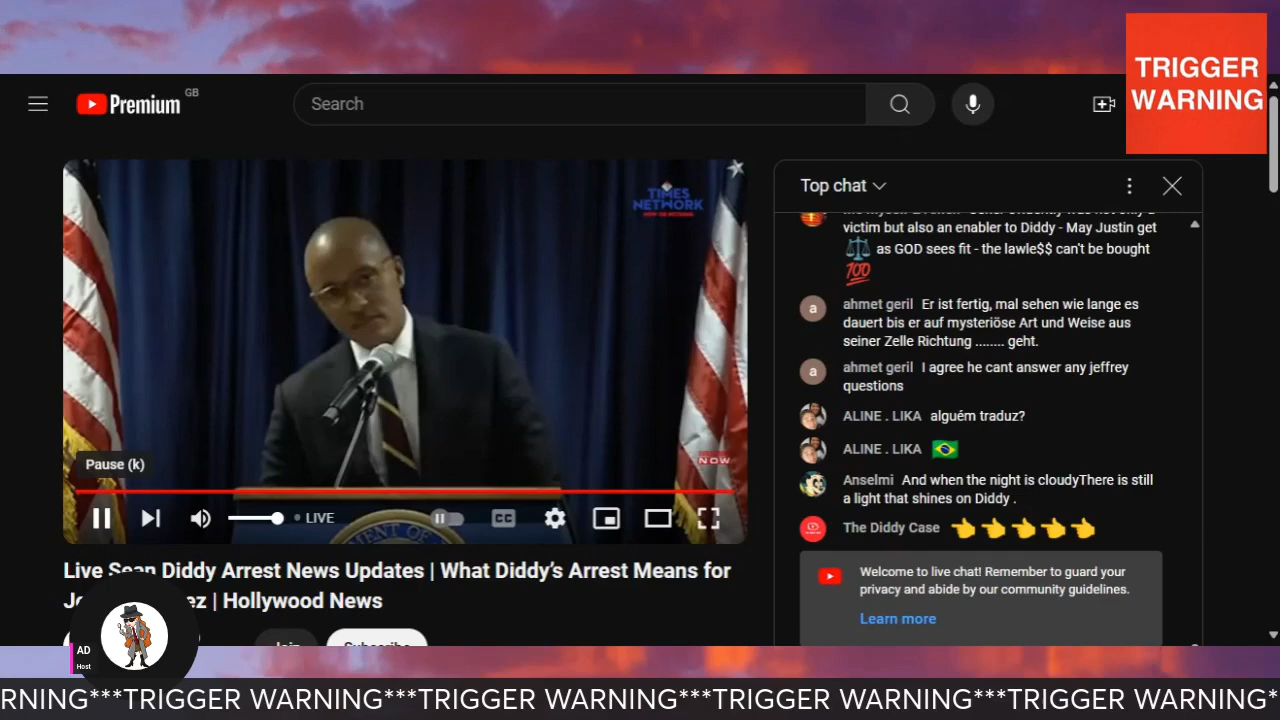 TRIGGER
WARNING
Premium
GB
Search
TIMES
NETWORK
NOW
Pause (k)
LIVE
CC
Live Sean Diddy Arrest News Updates | What Diddy's Arrest Means for
ez | Hollywood News
Join
Subscribe
Top chat
victim but also an enabler to Diddy - May Justin get
⚖️ as GOD sees fit - the lawle$$ can't be bought
💯
a
ahmet geril Er ist fertig, mal sehen wie lange es
dauert bis er auf mysteriöse Art und Weise aus
seiner Zelle Richtung ........ geht.
a
ahmet geril I agree he cant answer any jeffrey
questions
ALINE . LIKA alguém traduz?
ALINE . LIKA 🇧🇷
Anselmi And when the night is cloudyThere is still
a light that shines on Diddy .
The Diddy Case 👈👈👈👈👈
Welcome to live chat! Remember to guard your
privacy and abide by our community guidelines.
Learn more
AD
Host
RNING***TRIGGER WARNING***TRIGGER WARNING***TRIGGER WARNING***TRIGGER WARNING*